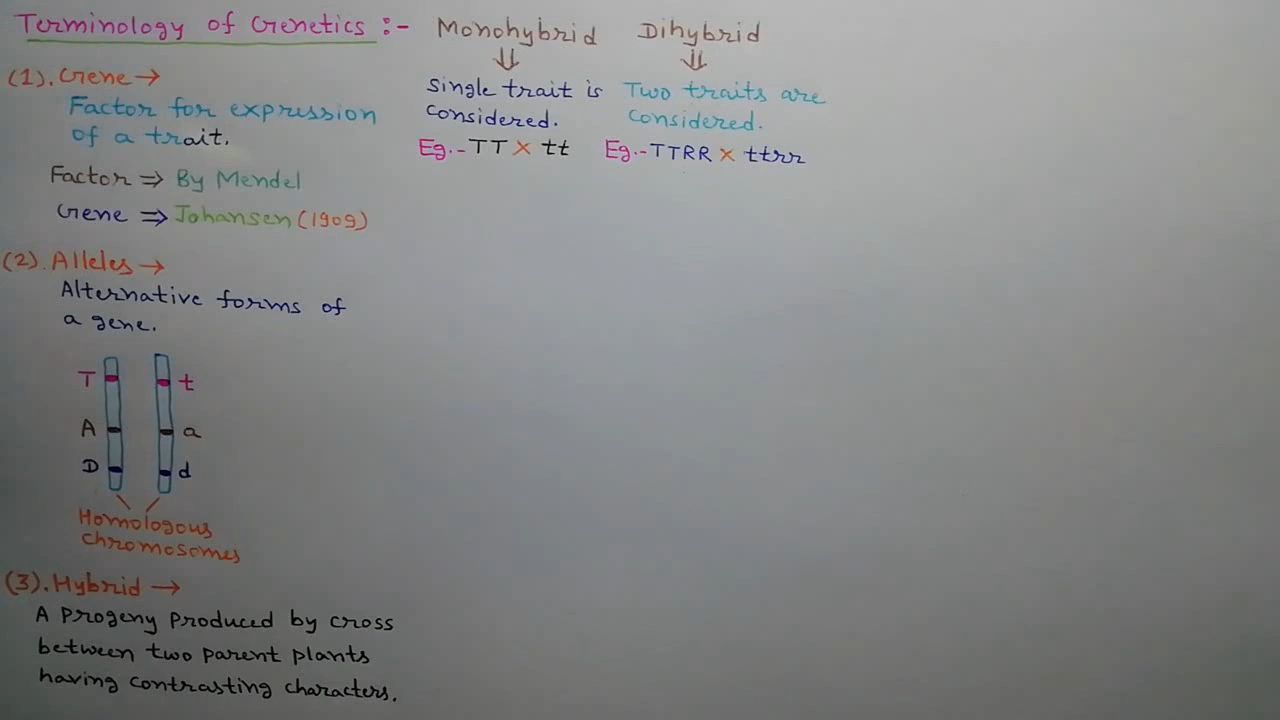 Terminology of Genetics :-
(1). Gene →
Factor for expression
of a trait.
Factor ⇒ By Mendel
Gene ⇒ Johansen (1909)
(2). Alleles →
Alternative forms of
a gene.
T t
A a
D d
Homologous
chromosomes
(3). Hybrid →
A Progeny produced by cross
between two parent plants
having contrasting characters.
Monohybrid
⇓
Single trait is
considered.
Eg.- TT × tt
Dihybrid
⇓
Two traits are
considered.
Eg.- TTRR × ttrr